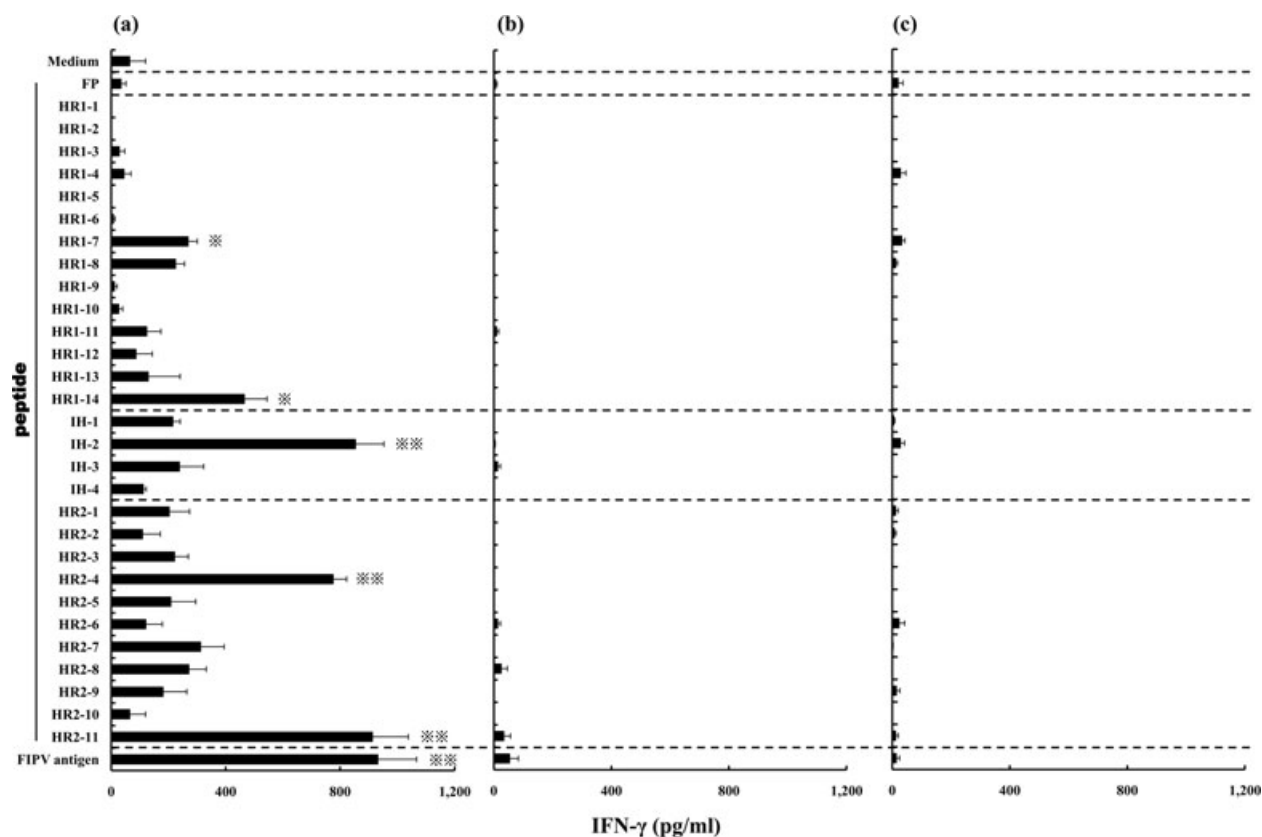 (a) (b) (c)
Medium
FP
HR1-1
HR1-2
HR1-3
HR1-4
HR1-5
HR1-6
HR1-7 ※
HR1-8
HR1-9
HR1-10
HR1-11
HR1-12
HR1-13
HR1-14 ※
IH-1
IH-2 ※※
IH-3
IH-4
HR2-1
HR2-2
HR2-3
HR2-4 ※※
HR2-5
HR2-6
HR2-7
HR2-8
HR2-9
HR2-10
HR2-11 ※※
FIPV antigen ※※
peptide
0 400 800 1,200 0 400 800 1,200 0 400 800 1,200
IFN-γ (pg/ml)